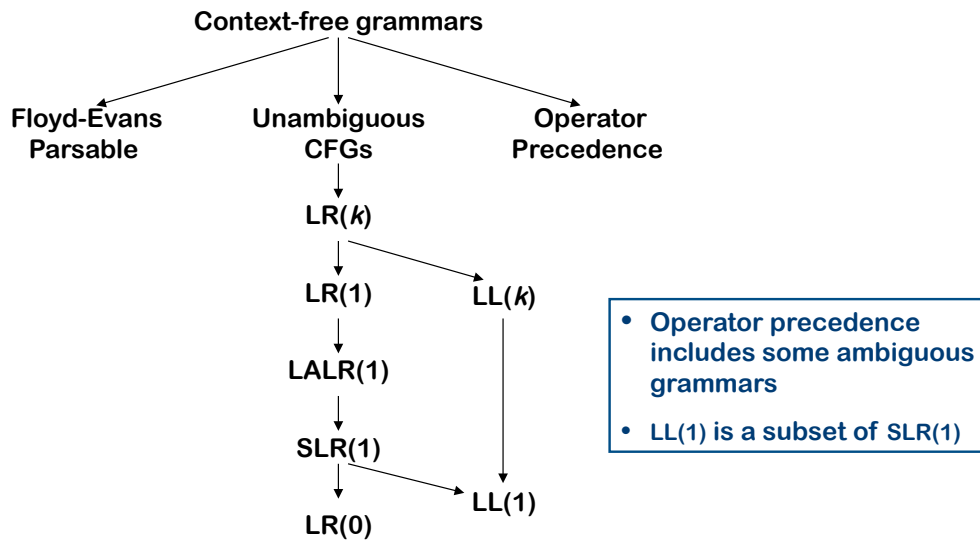 Context-free grammars
Floyd-Evans
Parsable
Unambiguous
CFGs
Operator
Precedence
LR(k)
LR(1)
LL(k)
LALR(1)
SLR(1)
LL(1)
LR(0)
• Operator precedence
includes some ambiguous
grammars
• LL(1) is a subset of SLR(1)